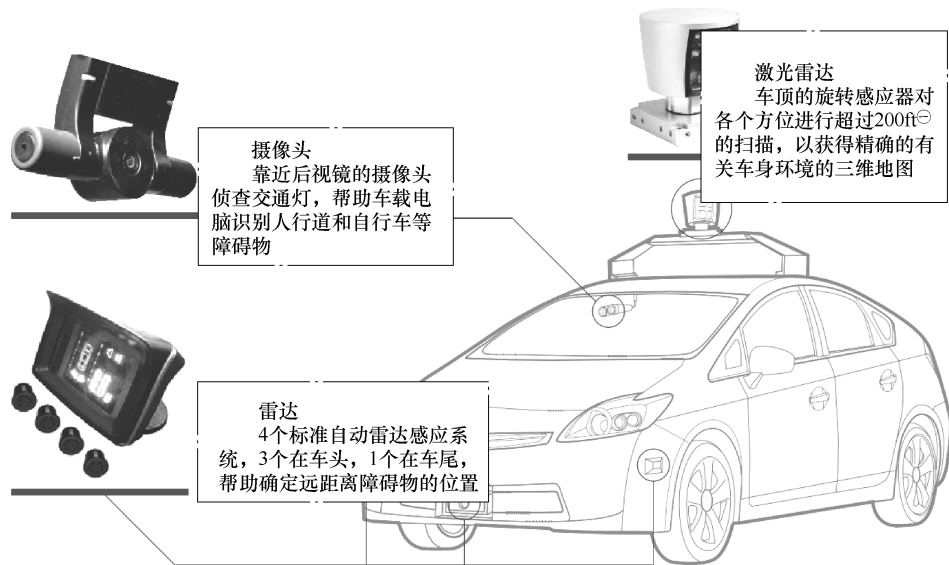 激光雷达
车顶的旋转感应器对
各个方位进行超过200ft㊀
的扫描，以获得精确的有
关车身环境的三维地图
摄像头
靠近后视镜的摄像头
侦查交通灯，帮助车载电
脑识别人行道和自行车等
障碍物
雷达
4个标准自动雷达感应系
统，3个在车头，1个在车尾，
帮助确定远距离障碍物的位置